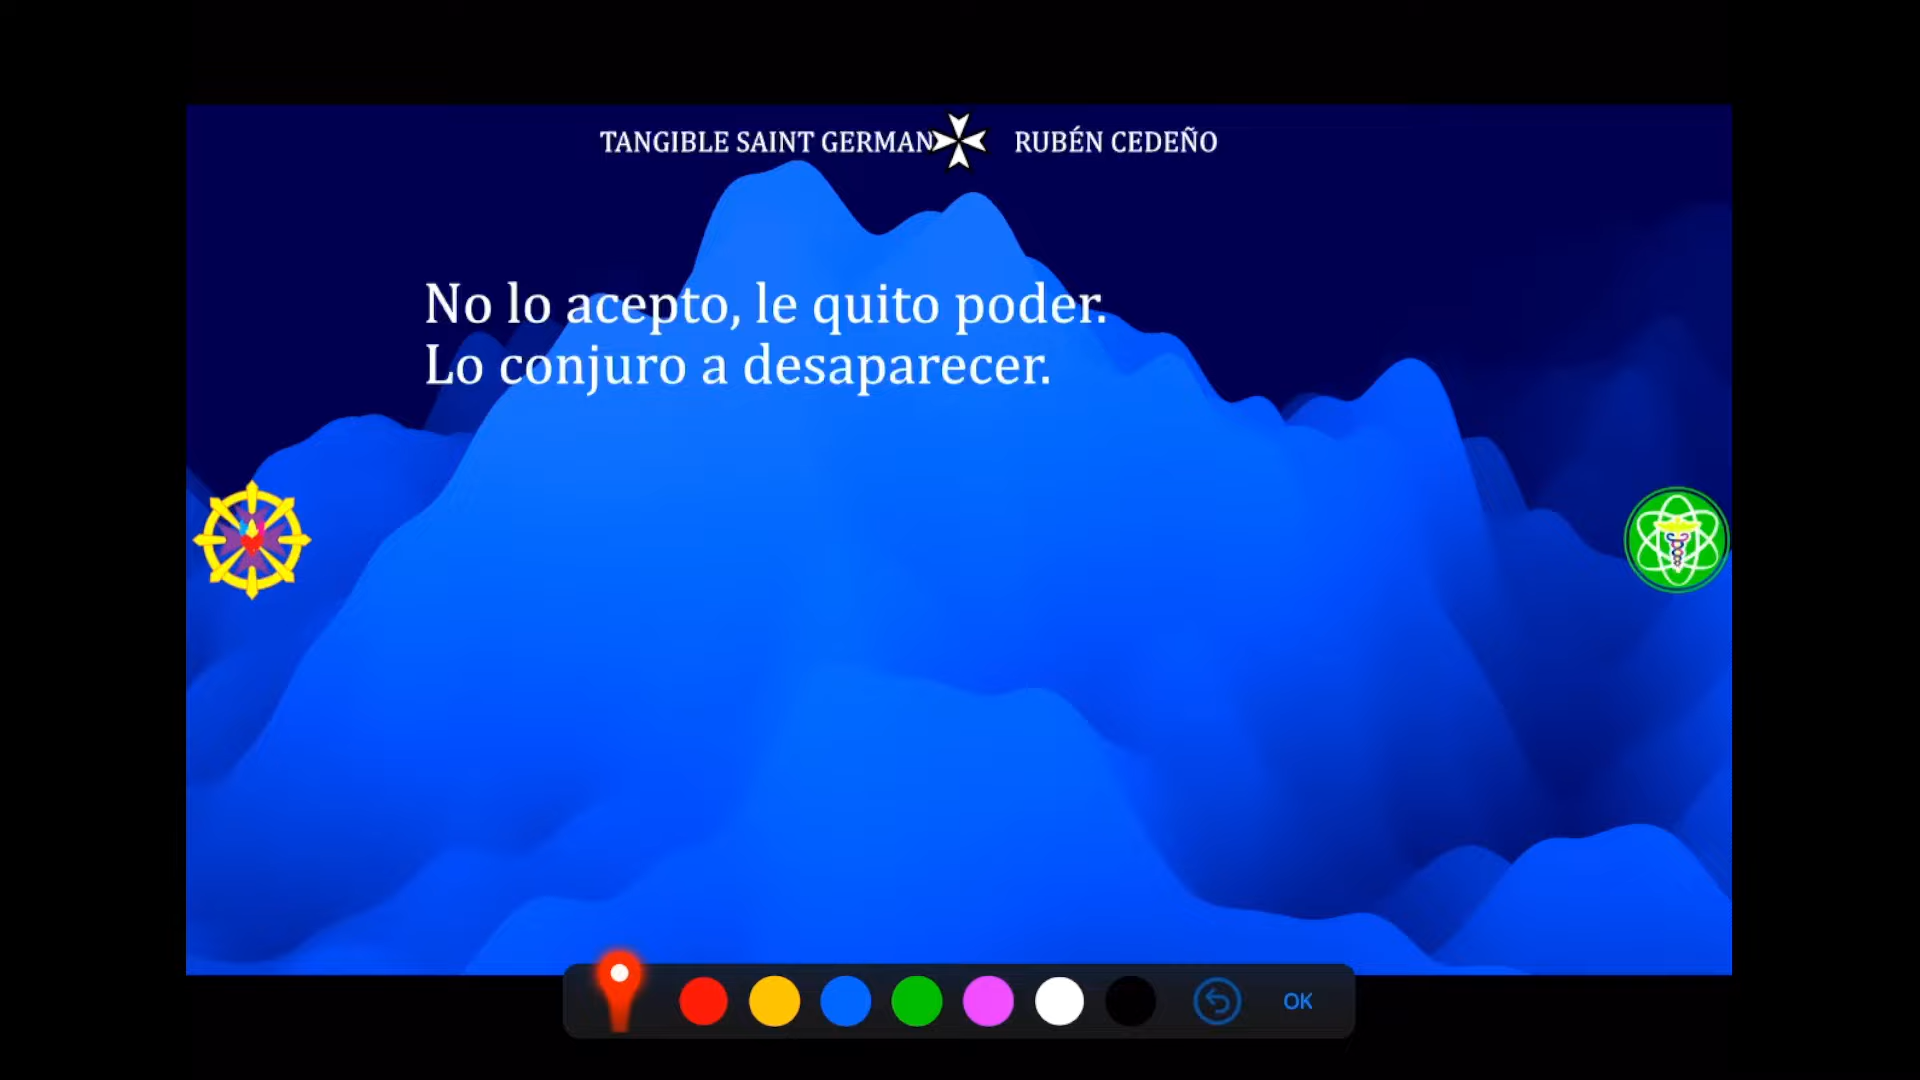 TANGIBLE SAINT GERMAN RUBÉN CEDEÑO
No lo acepto, le quito poder.
Lo conjuro a desaparecer.
OK